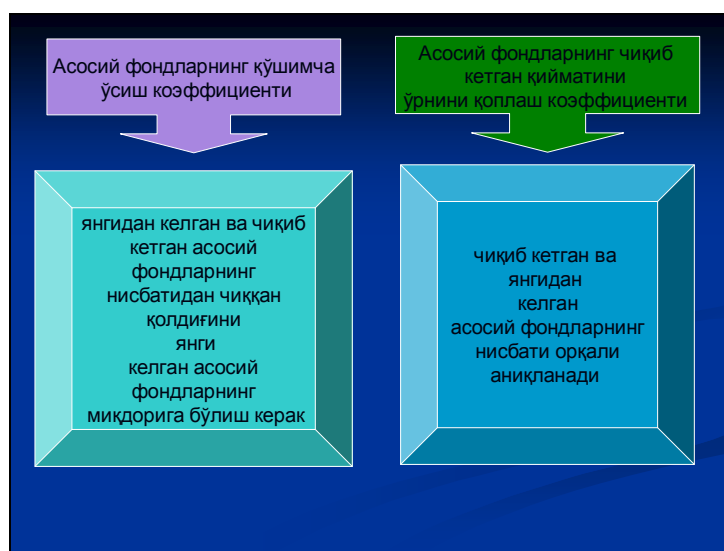 Асосий фондларнинг қўшимча
ўсиш коэффициенти
янгидан келган ва чиқиб
кетган асосий
фондларнинг
нисбатидан чиққан
қолдиғини
янги
келган асосий
фондларнинг
миқдорига бўлиш керак
Асосий фондларнинг чиқиб
кетган қийматини
ўрнини қоплаш коэффициенти
чиқиб кетган ва
янгидан
келган
асосий фондларнинг
нисбати орқали
аниқланади